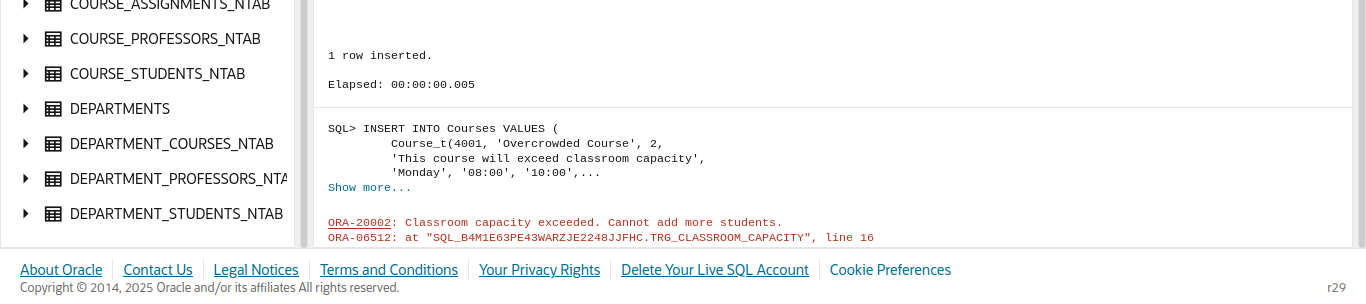 COURSE_ASSIGNMENTS_NTAB
COURSE_PROFESSORS_NTAB
COURSE_STUDENTS_NTAB
DEPARTMENTS
DEPARTMENT_COURSES_NTAB
DEPARTMENT_PROFESSORS_NTA
DEPARTMENT_STUDENTS_NTAB
1 row inserted.
Elapsed: 00:00:00.005
SQL> INSERT INTO Courses VALUES (
Course_t(4001, 'Overcrowded Course', 2,
'This course will exceed classroom capacity',
'Monday', '08:00', '10:00',...
Show more...
ORA-20002: Classroom capacity exceeded. Cannot add more students.
ORA-06512: at "SQL_B4M1E63PE43WARZJE2248JJFHC.TRG_CLASSROOM_CAPACITY", line 16
About Oracle Contact Us Legal Notices Terms and Conditions Your Privacy Rights Delete Your Live SQL Account Cookie Preferences
Copyright © 2014, 2025 Oracle and/or its affiliates All rights reserved. r29